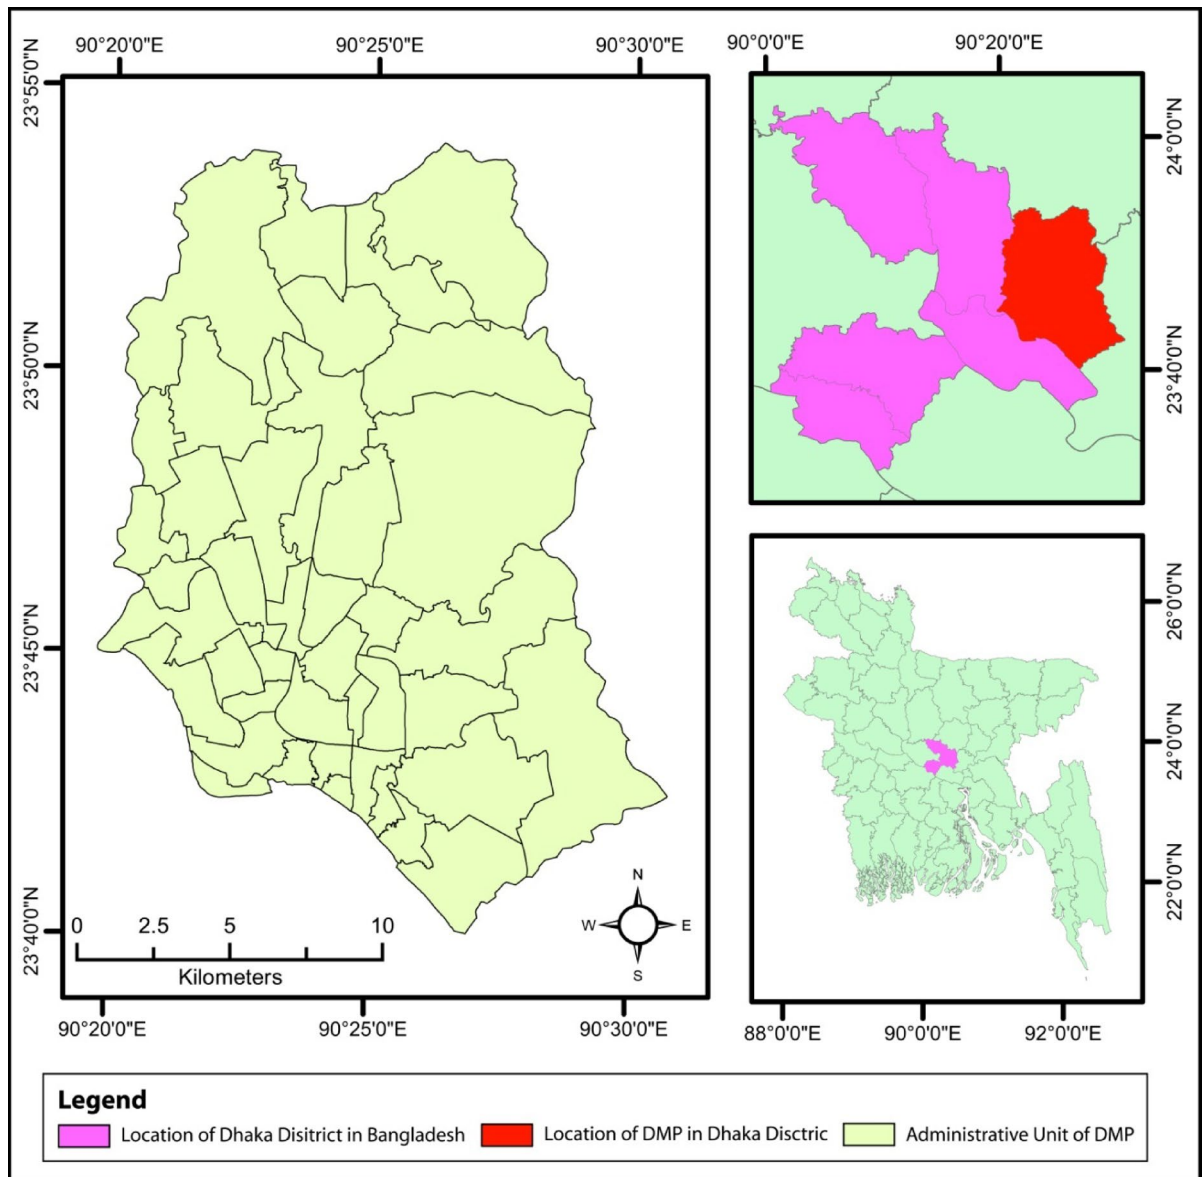 90°20'0"E 90°25'0"E 90°30'0"E
23°55'0"N
23°50'0"N
23°45'0"N
23°40'0"N
0 2.5 5 10
Kilometers
N
W E
S
90°20'0"E 90°25'0"E 90°30'0"E
90°0'0"E 90°20'0"E
24°0'0"N
23°40'0"N
26°0'0"N
24°0'0"N
22°0'0"N
88°0'0"E 90°0'0"E 92°0'0"E
Legend
Location of Dhaka Disitrict in Bangladesh Location of DMP in Dhaka Disctric Administrative Unit of DMP